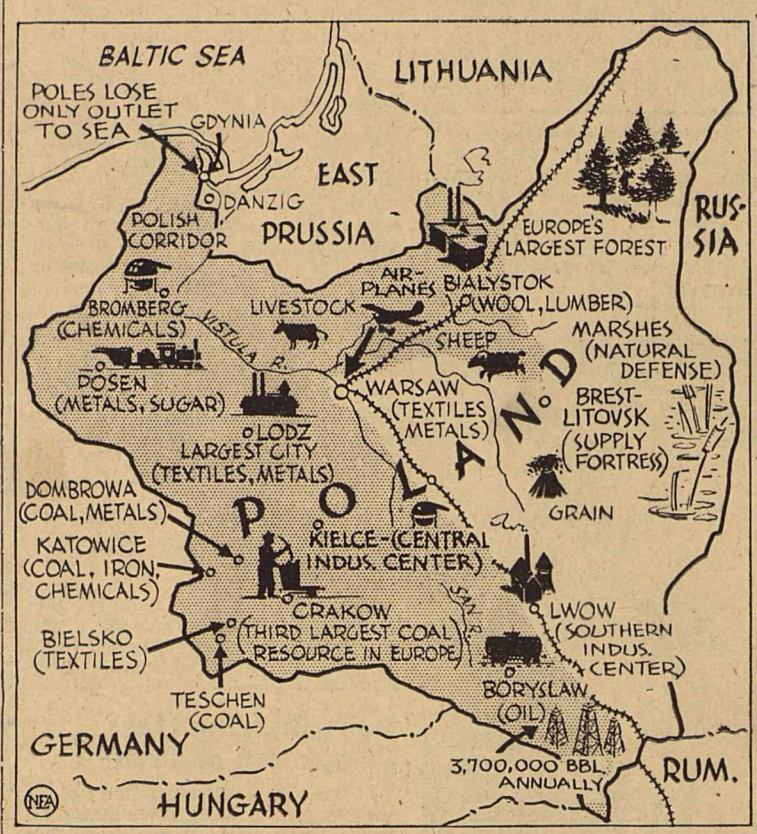 BALTIC SEA
LITHUANIA
POLES LOSE
ONLY OUTLET
TO SEA
GDYNIA
EAST
PRUSSIA
DANZIG
POLISH
CORRIDOR
EUROPE'S
LARGEST FOREST
RUS-
SIA
AIR-
PLANES
BIALYSTOK
(WOOL, LUMBER)
BROMBERG
(CHEMICALS)
LIVESTOCK
VISTULA R.
SHEEP
MARSHES
(NATURAL
DEFENSE)
POSEN
(METALS, SUGAR)
WARSAW
(TEXTILES
METALS)
BREST-
LITOVSK
(SUPPLY
FORTRESS)
LODZ
LARGEST CITY
(TEXTILES, METALS)
POLAND
GRAIN
DOMBROWA
(COAL, METALS)
KATOWICE
(COAL, IRON,
CHEMICALS)
KIELCE-(CENTRAL
INDUS. CENTER)
BIELSKO
(TEXTILES)
CRAKOW
(THIRD LARGEST COAL
RESOURCE IN EUROPE)
SAN R.
LWOW
(SOUTHERN
INDUS.
CENTER)
TESCHEN
(COAL)
BORYSLAW
(OIL)
3,700,000 BBL.
ANNUALLY
GERMANY
HUNGARY
RUM.
NEA